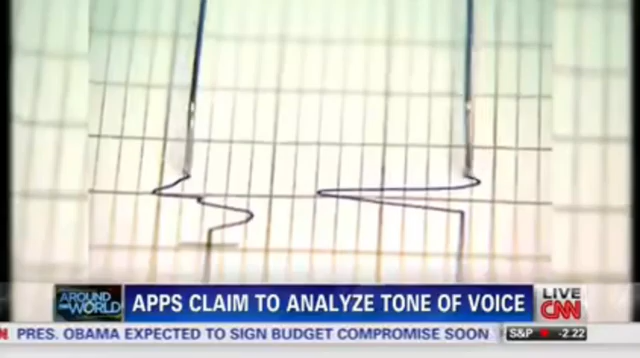 AROUND
THE WORLD
APPS CLAIM TO ANALYZE TONE OF VOICE
LIVE
CNN
N PRES. OBAMA EXPECTED TO SIGN BUDGET COMPROMISE SOON
S&P -2.22